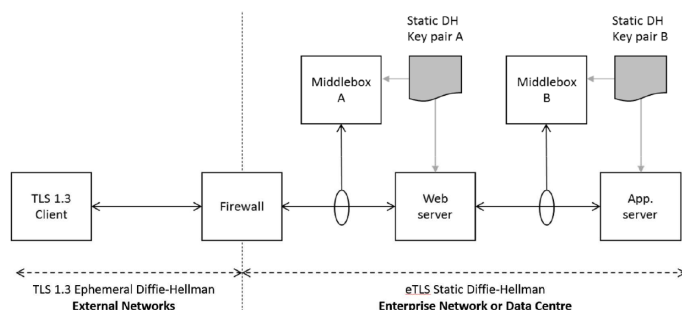 Static DH
Key pair A
Static DH
Key pair B
Middlebox
A
Middlebox
B
TLS 1.3
Client
Firewall
Web
server
App.
server
TLS 1.3 Ephemeral Diffie-Hellman
External Networks
eTLS Static Diffie-Hellman
Enterprise Network or Data Centre